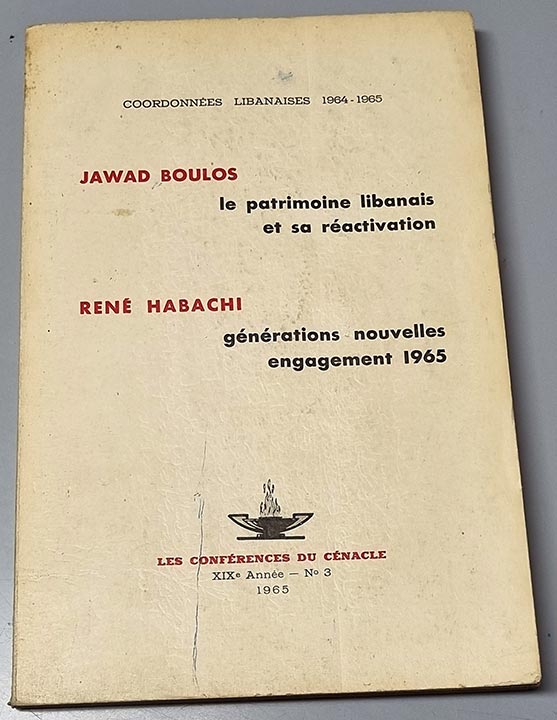 COORDONNÉES LIBANAISES 1964-1965
JAWAD BOULOS
le patrimoine libanais
et sa réactivation
RENÉ HABACHI
générations nouvelles
engagement 1965
LES CONFÉRENCES DU CÉNACLE
XIXe Année — No 3
1965